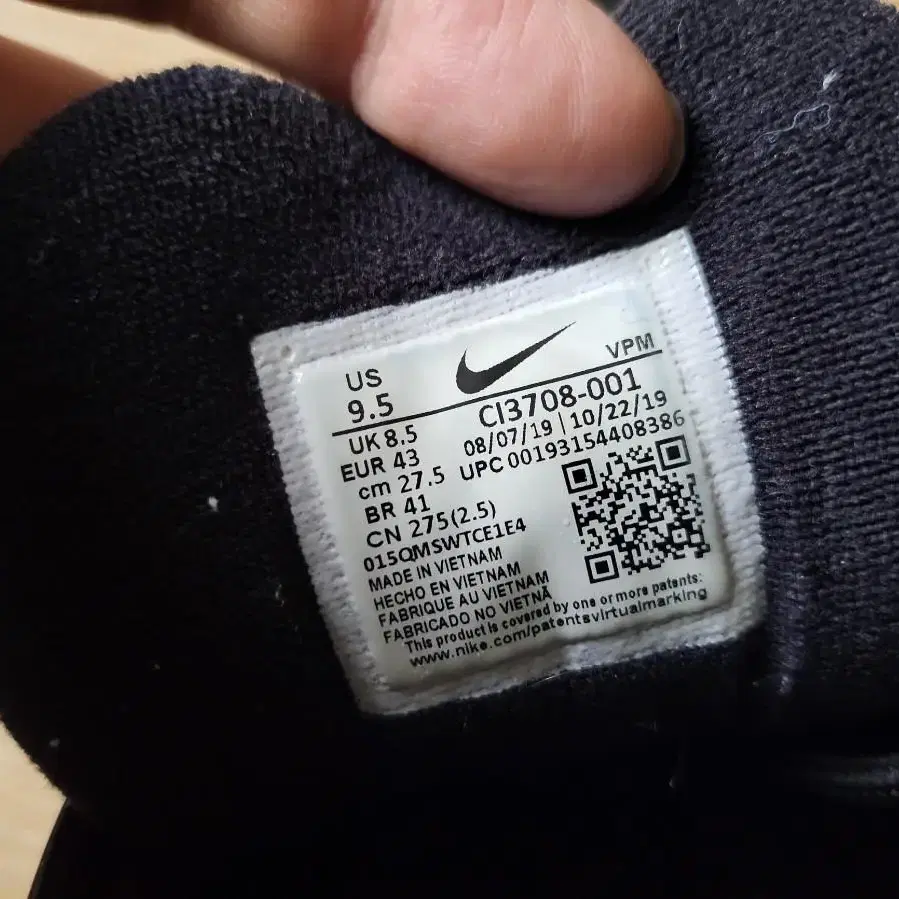 US
9.5
VPM
CI3708-001
08/07/19 | 10/22/19
UPC 00193154408386
UK 8.5
EUR 43
cm 27.5
BR 41
CN 275(2.5)
015QMSWTCE1E4
MADE IN VIETNAM
HECHO EN VIETNAM
FABRIQUE AU VIETNAM
FABRICADO NO VIETNÃ
This product is covered by one or more patents:
www.nike.com/patentsvirtualmarking